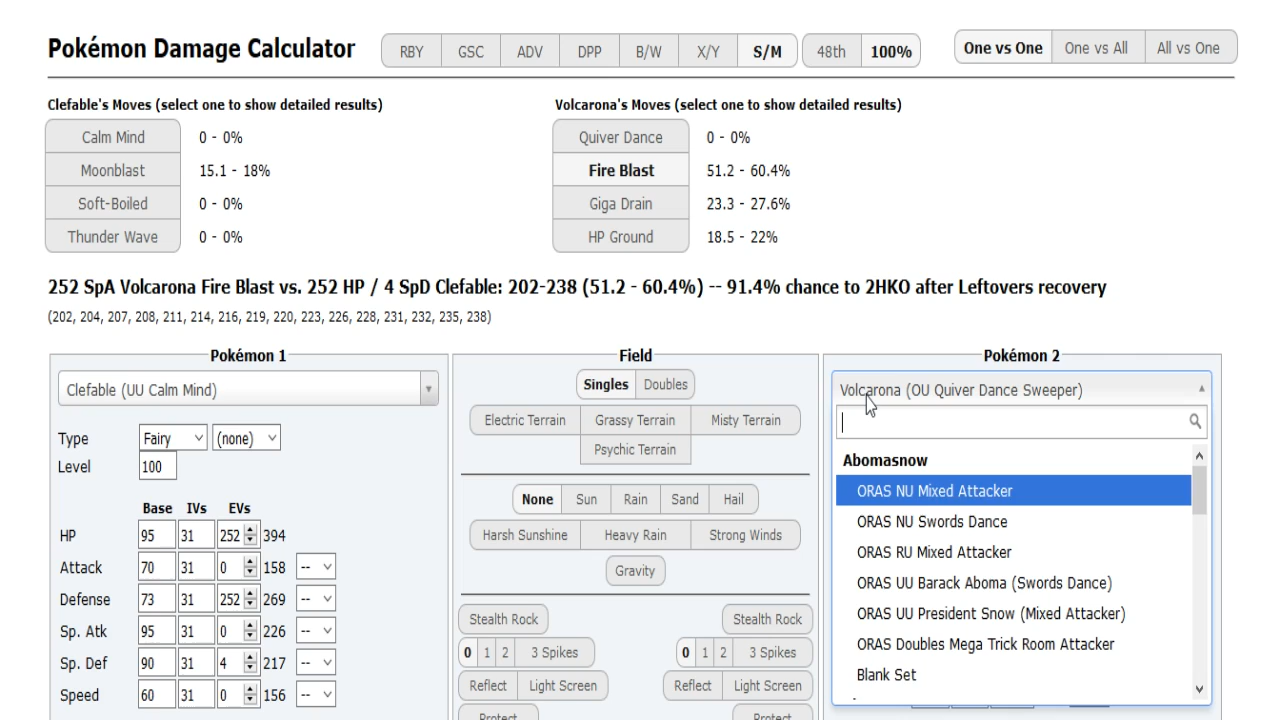 Pokémon Damage Calculator
RBY GSC ADV DPP B/W X/Y S/M 48th 100% One vs One One vs All All vs One
Clefable's Moves (select one to show detailed results)
Calm Mind 0 - 0%
Moonblast 15.1 - 18%
Soft-Boiled 0 - 0%
Thunder Wave 0 - 0%
Volcarona's Moves (select one to show detailed results)
Quiver Dance 0 - 0%
Fire Blast 51.2 - 60.4%
Giga Drain 23.3 - 27.6%
HP Ground 18.5 - 22%
252 SpA Volcarona Fire Blast vs. 252 HP / 4 SpD Clefable: 202-238 (51.2 - 60.4%) -- 91.4% chance to 2HKO after Leftovers recovery
(202, 204, 207, 208, 211, 214, 216, 219, 220, 223, 226, 228, 231, 232, 235, 238)
Pokémon 1
Clefable (UU Calm Mind)
Type Fairy (none)
Level 100
Base IVs EVs
HP 95 31 252 394
Attack 70 31 0 158 --
Defense 73 31 252 269 --
Sp. Atk 95 31 0 226 --
Sp. Def 90 31 4 217 --
Speed 60 31 0 156 --
Field
Singles Doubles
Electric Terrain Grassy Terrain Misty Terrain
Psychic Terrain
None Sun Rain Sand Hail
Harsh Sunshine Heavy Rain Strong Winds
Gravity
Stealth Rock Stealth Rock
0 1 2 3 Spikes 0 1 2 3 Spikes
Reflect Light Screen Reflect Light Screen
Protect Protect
Pokémon 2
Volcarona (OU Quiver Dance Sweeper)
Abomasnow
ORAS NU Mixed Attacker
ORAS NU Swords Dance
ORAS RU Mixed Attacker
ORAS UU Barack Aboma (Swords Dance)
ORAS UU President Snow (Mixed Attacker)
ORAS Doubles Mega Trick Room Attacker
Blank Set